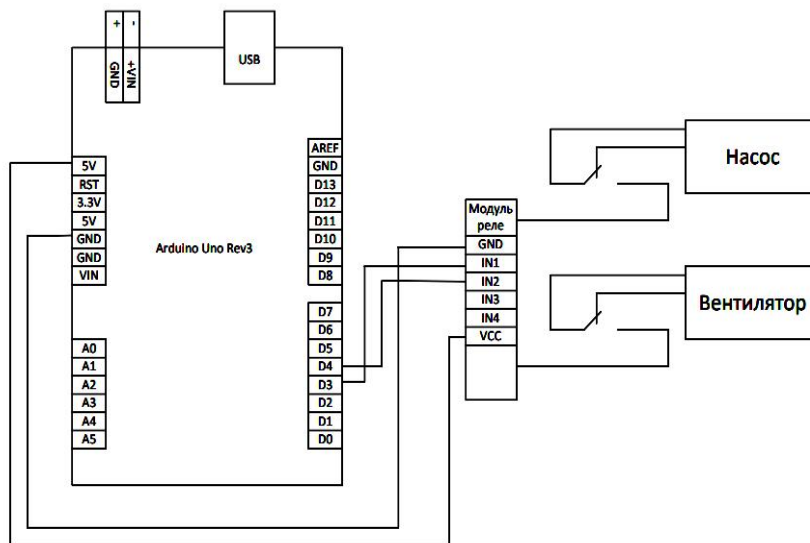 +
-
GND
+VIN
USB
5V
RST
3.3V
5V
GND
GND
VIN
A0
A1
A2
A3
A4
A5
Arduino Uno Rev3
AREF
GND
D13
D12
D11
D10
D9
D8
D7
D6
D5
D4
D3
D2
D1
D0
Модуль
реле
GND
IN1
IN2
IN3
IN4
VCC
Насос
Вентилятор